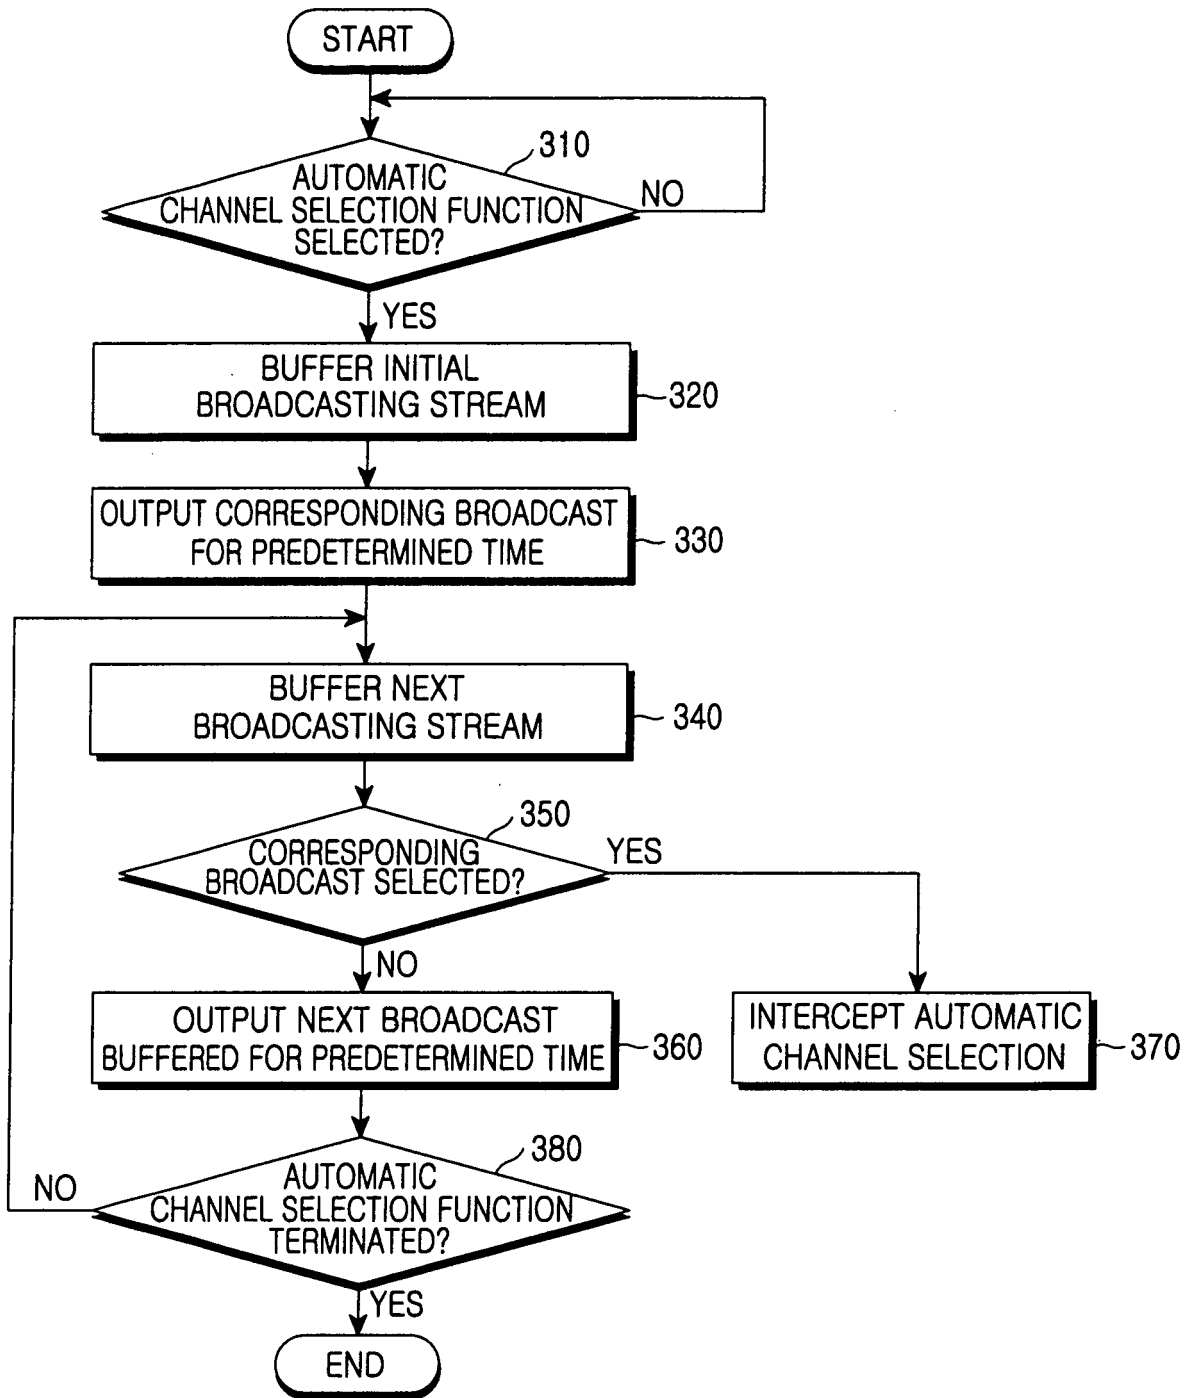 START
310
AUTOMATIC
CHANNEL SELECTION FUNCTION
SELECTED?
NO
YES
BUFFER INITIAL
BROADCASTING STREAM
320
OUTPUT CORRESPONDING BROADCAST
FOR PREDETERMINED TIME
330
BUFFER NEXT
BROADCASTING STREAM
340
350
CORRESPONDING
BROADCAST SELECTED?
YES
NO
OUTPUT NEXT BROADCAST
BUFFERED FOR PREDETERMINED TIME
360
INTERCEPT AUTOMATIC
CHANNEL SELECTION
370
380
AUTOMATIC
CHANNEL SELECTION FUNCTION
TERMINATED?
NO
YES
END